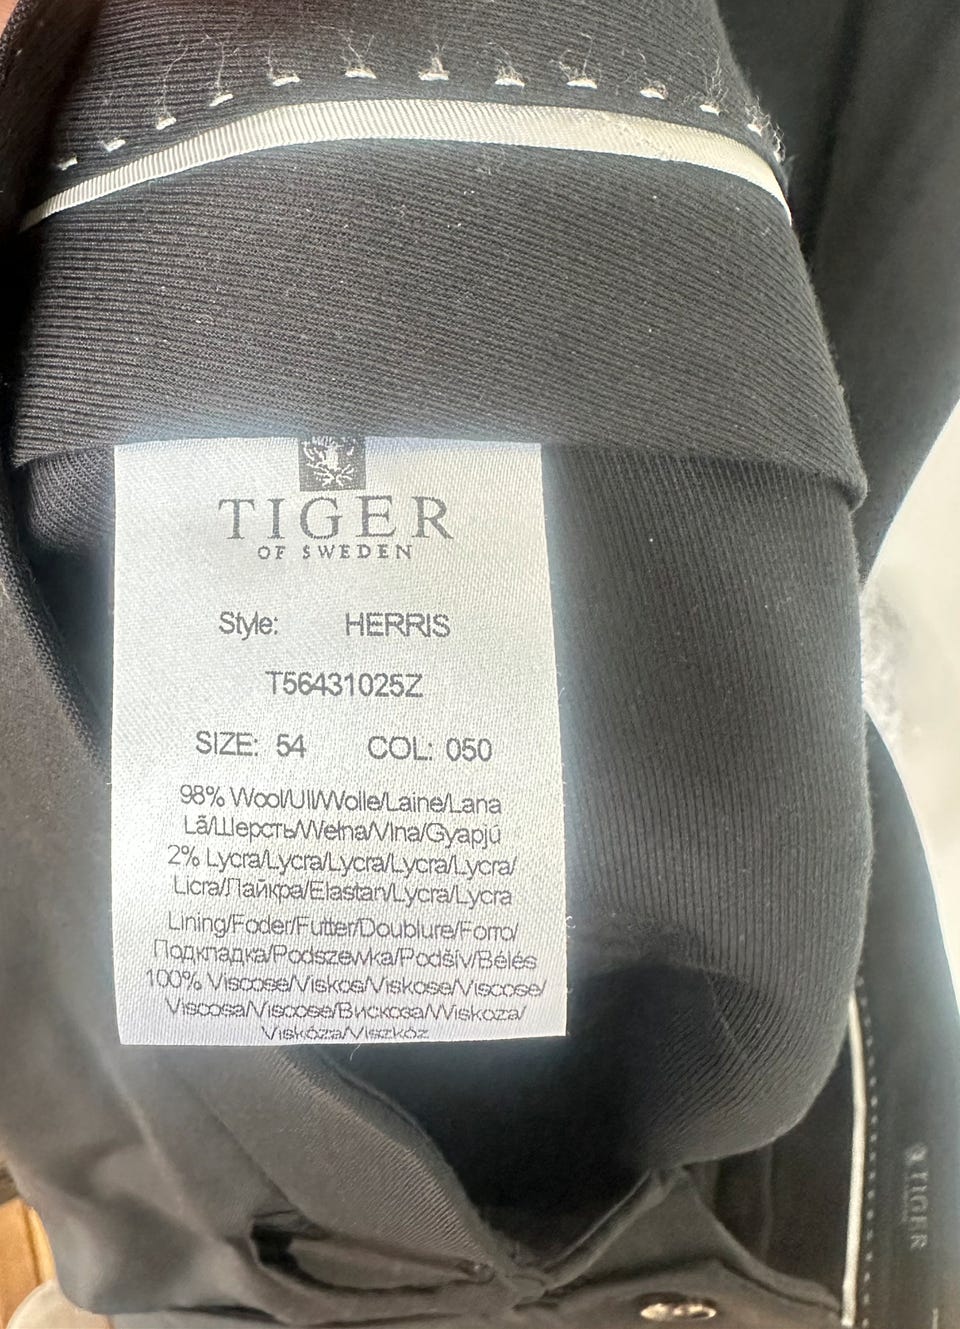 TIGER
OF SWEDEN
Style: HERRIS
T56431025Z
SIZE: 54 COL: 050
98% Wool/Ull/Wolle/Laine/Lana
Lã/Шерсть/Wełna/Vlna/Gyapjú
2% Lycra/Lycra/Lycra/Lycra/Lycra/
Licra/Лайкра/Elastan/Lycra/Lycra
Lining/Foder/Futter/Doublure/Forro/
Подкладка/Podszewka/Podšív/Bélés
100% Viscose/Viskos/Viskose/Viscose/
Viscosa/Viscose/Вискоза/Wiskoza/
Viskóza/Viszkóz
TIGER